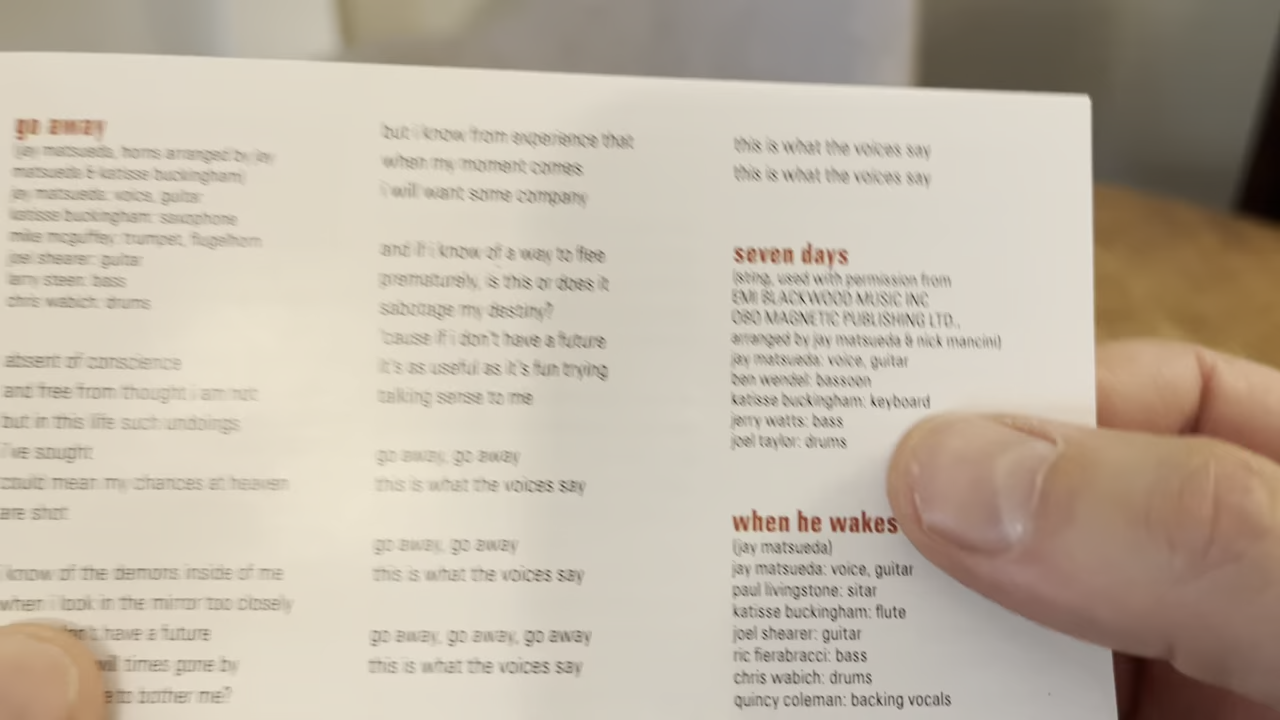 go away
(jay matsueda, horns arranged by jay
matsueda & katisse buckingham)
jay matsueda: voice, guitar
katisse buckingham: saxophone
mike mcguffey: trumpet, flugelhorn
joel shearer: guitar
larry steen: bass
chris wabich: drums
absent of conscience
and free from thought i am not
but in this life such undoings
i've sought
could mean my chances at heaven
are shot
i know of the demons inside of me
when i look in the mirror too closely
have a future
times gone by
to bother me?
but i know from experience that
when my moment comes
i will want some company
and if i know of a way to flee
prematurely, is this or does it
sabotage my destiny?
'cause if i don't have a future
it's as useful as it's fun trying
talking sense to me
go away, go away
this is what the voices say
go away, go away
this is what the voices say
go away, go away, go away
this is what the voices say
this is what the voices say
this is what the voices say
seven days
(sting, used with permission from
EMI BLACKWOOD MUSIC INC
OBO MAGNETIC PUBLISHING LTD.,
arranged by jay matsueda & nick mancini)
jay matsueda: voice, guitar
ben wendel: bassoon
katisse buckingham: keyboard
jerry watts: bass
joel taylor: drums
when he wakes
(jay matsueda)
jay matsueda: voice, guitar
paul livingstone: sitar
katisse buckingham: flute
joel shearer: guitar
ric fierabracci: bass
chris wabich: drums
quincy coleman: backing vocals